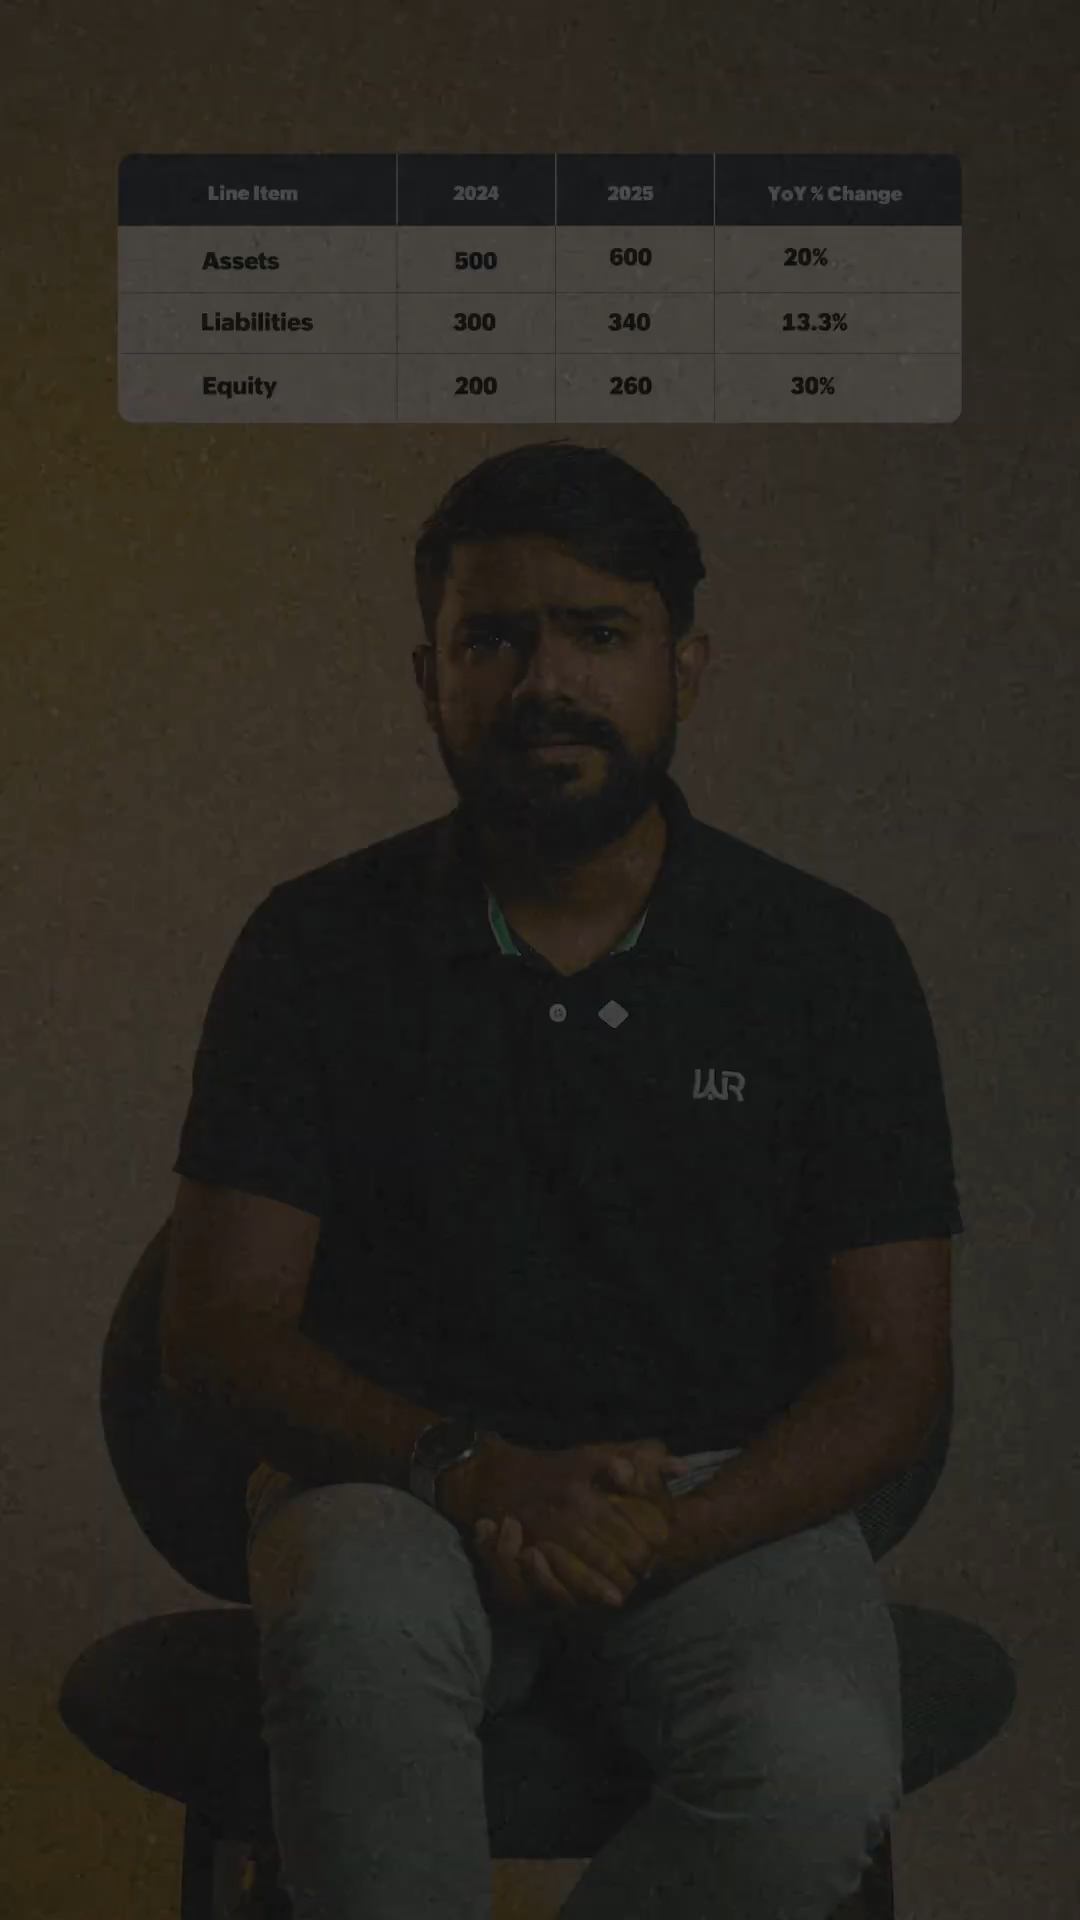 Line Item 2024 2025 YoY % Change
Assets 500 600 20%
Liabilities 300 340 13.3%
Equity 200 260 30%